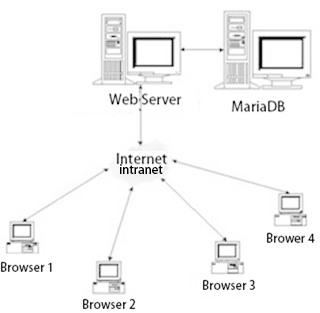 Web Server
MariaDB
Internet
intranet
Brower 4
Browser 1
Browser 3
Browser 2